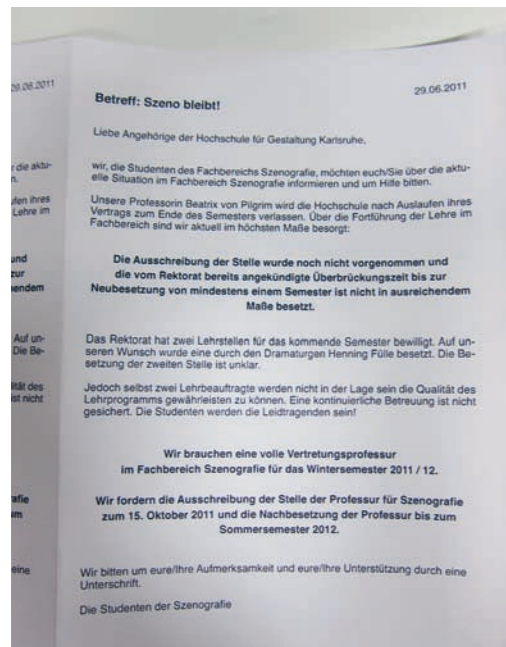 29.06.2011
Betreff: Szeno bleibt!
Liebe Angehörige der Hochschule für Gestaltung Karlsruhe,
wir, die Studenten des Fachbereichs Szenografie, möchten euch/Sie über die aktu-
elle Situation im Fachbereich Szenografie informieren und um Hilfe bitten.
Unsere Professorin Beatrix von Pilgrim wird die Hochschule nach Auslaufen ihres
Vertrags zum Ende des Semesters verlassen. Über die Fortführung der Lehre im
Fachbereich sind wir aktuell im höchsten Maße besorgt:
Die Ausschreibung der Stelle wurde noch nicht vorgenommen und
die vom Rektorat bereits angekündigte Überbrückungszeit bis zur
Neubesetzung von mindestens einem Semester ist nicht in ausreichendem
Maße besetzt.
Das Rektorat hat zwei Lehrstellen für das kommende Semester bewilligt. Auf un-
seren Wunsch wurde eine durch den Dramaturgen Henning Fülle besetzt. Die Be-
setzung der zweiten Stelle ist unklar.
Jedoch selbst zwei Lehrbeauftragte werden nicht in der Lage sein die Qualität des
Lehrprogramms gewährleisten zu können. Eine kontinuierliche Betreuung ist nicht
gesichert. Die Studenten werden die Leidtragenden sein!
Wir brauchen eine volle Vertretungsprofessur
im Fachbereich Szenografie für das Wintersemester 2011 / 12.
Wir fordern die Ausschreibung der Stelle der Professur für Szenografie
zum 15. Oktober 2011 und die Nachbesetzung der Professur bis zum
Sommersemester 2012.
Wir bitten um eure/Ihre Aufmerksamkeit und eure/Ihre Unterstützung durch eine
Unterschrift.
Die Studenten der Szenografie